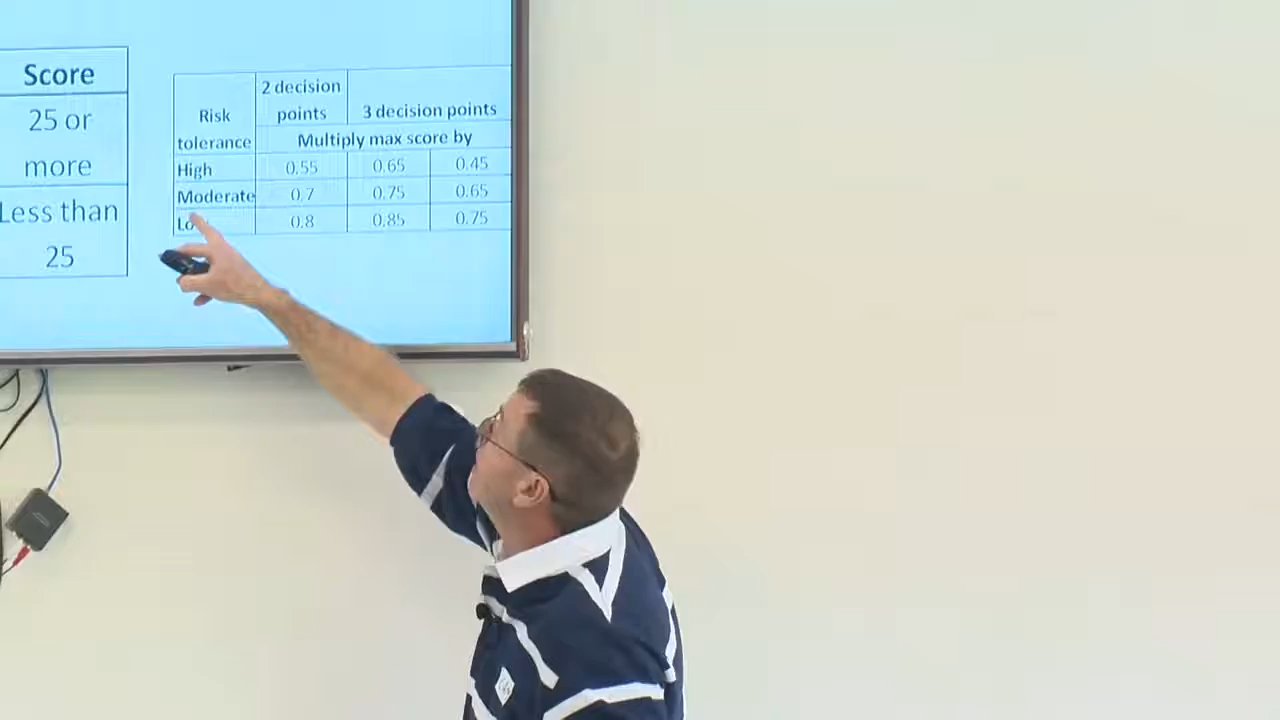 Score
25 or
more
Less than
25
2 decision
points
3 decision points
Risk
tolerance
Multiply max score by
High 0.55 0.65 0.45
Moderate 0.7 0.75 0.65
0.8 0.85 0.75